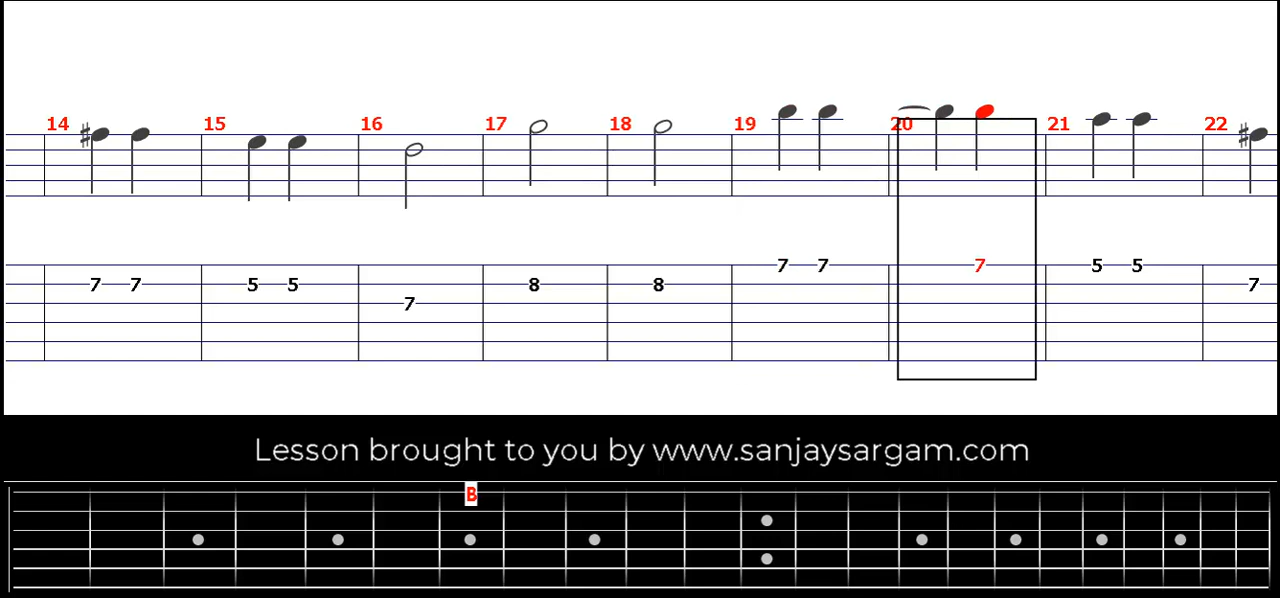 14 15 16 17 18 19 20 21 22
7 7 5 5 7 8 8 7 7 7 5 5 7
Lesson brought to you by www.sanjaysargam.com
B